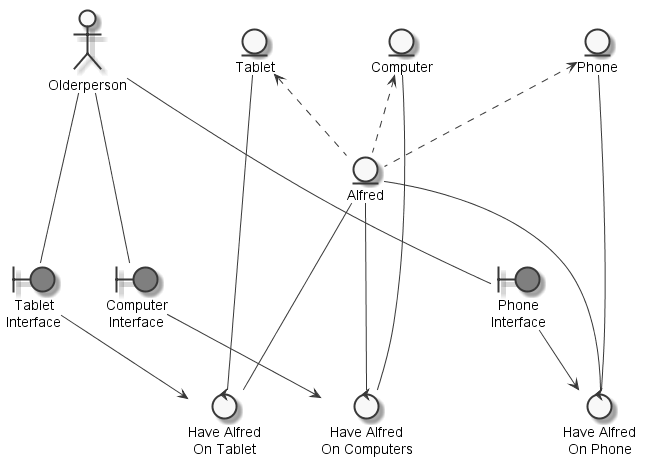 Olderperson
Tablet
Computer
Phone
Alfred
Tablet
Interface
Computer
Interface
Phone
Interface
Have Alfred
On Tablet
Have Alfred
On Computers
Have Alfred
On Phone